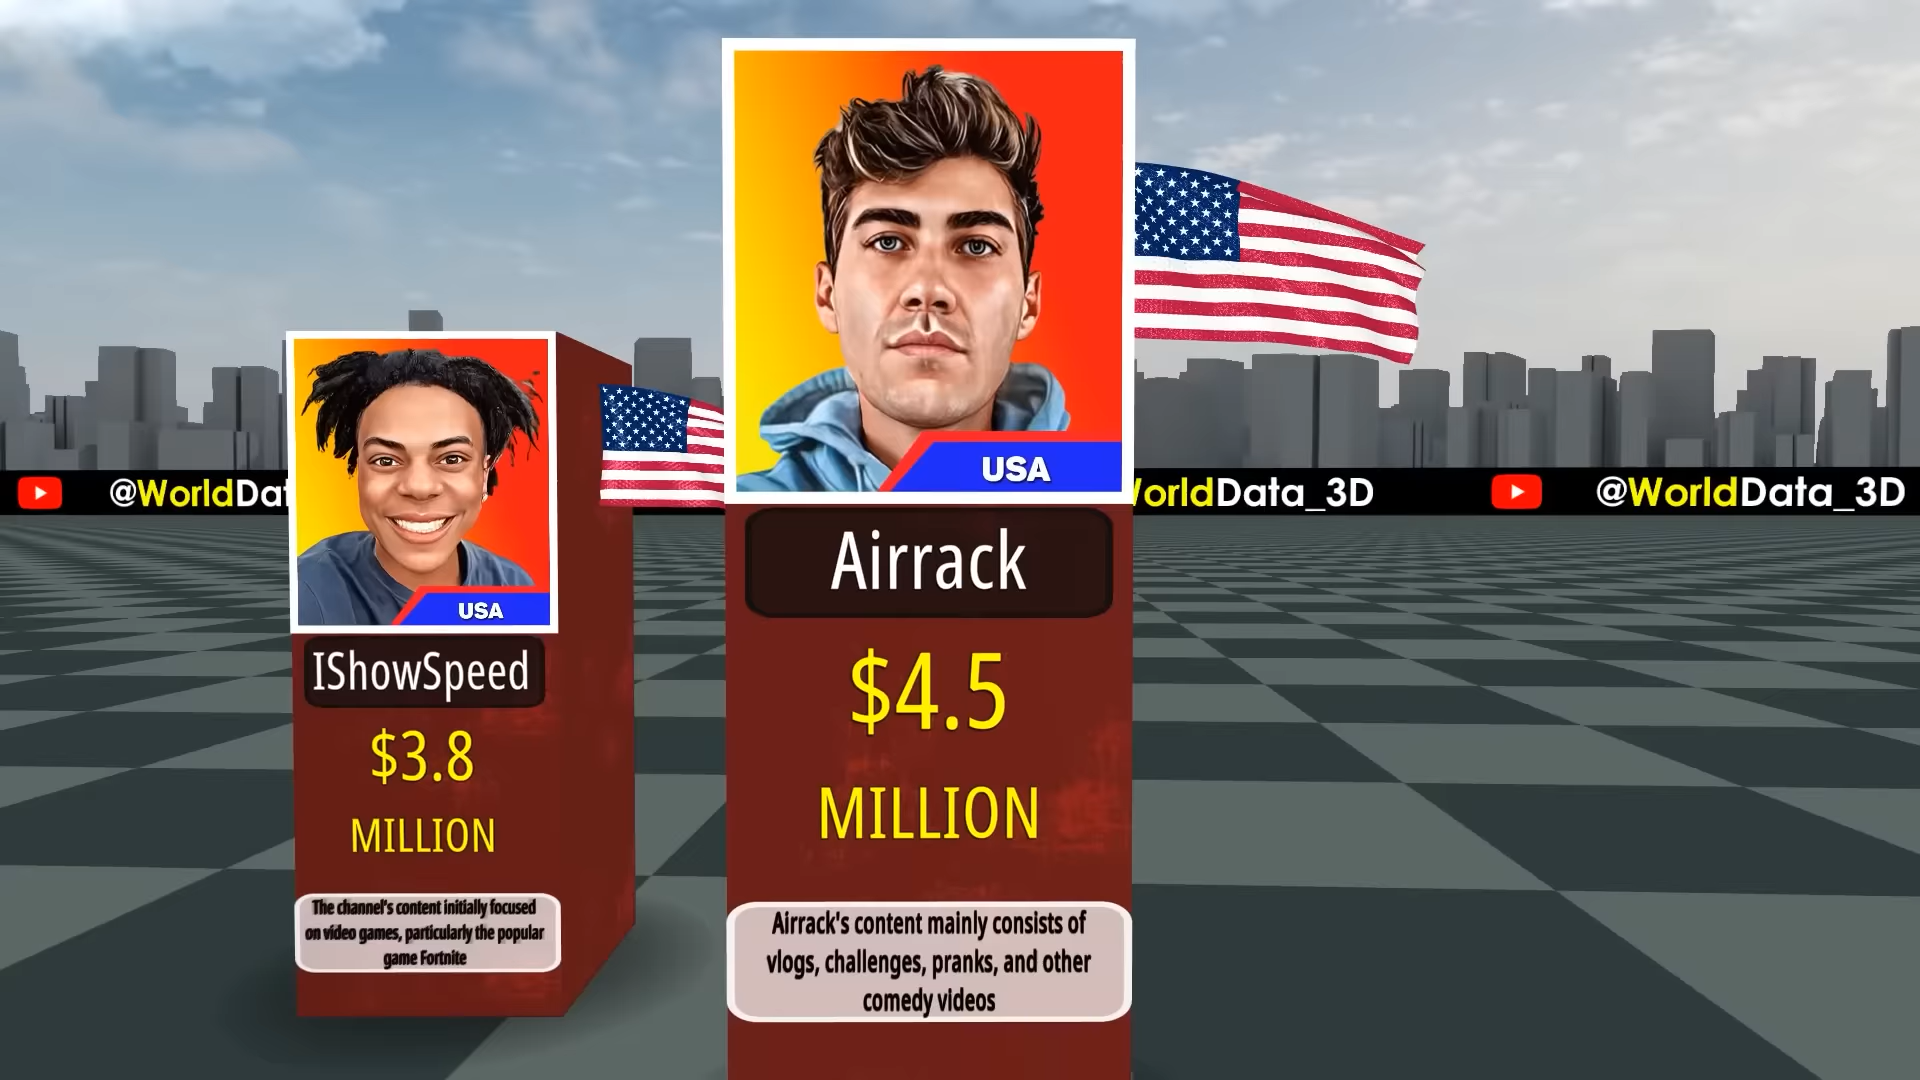 USA
IShowSpeed
$3.8
MILLION
The channel's content initially focused
on video games, particularly the popular
game Fortnite
USA
Airrack
$4.5
MILLION
Airrack's content mainly consists of
vlogs, challenges, pranks, and other
comedy videos
@WorldDat
WorldData_3D
@WorldData_3D